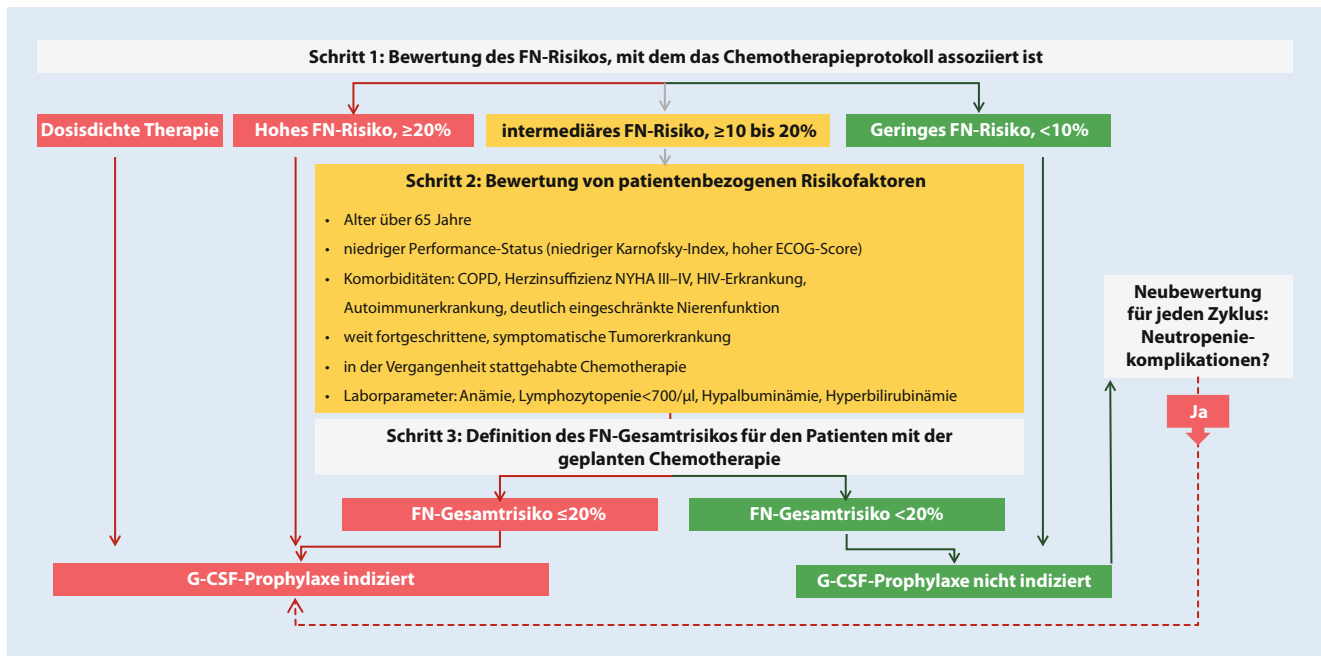 Schritt 1: Bewertung des FN-Risikos, mit dem das Chemotherapieprotokoll assoziiert ist
Dosisdichte Therapie
Hohes FN-Risiko, ≥20%
intermediäres FN-Risiko, ≥10 bis 20%
Geringes FN-Risiko, <10%
Schritt 2: Bewertung von patientenbezogenen Risikofaktoren
• Alter über 65 Jahre
• niedriger Performance-Status (niedriger Karnofsky-Index, hoher ECOG-Score)
• Komorbiditäten: COPD, Herzinsuffizienz NYHA III–IV, HIV-Erkrankung,
Autoimmunerkrankung, deutlich eingeschränkte Nierenfunktion
• weit fortgeschrittene, symptomatische Tumorerkrankung
• in der Vergangenheit stattgehabte Chemotherapie
• Laborparameter: Anämie, Lymphozytopenie<700/µl, Hypalbuminämie, Hyperbilirubinämie
Neubewertung
für jeden Zyklus:
Neutropenie-
komplikationen?
Ja
Schritt 3: Definition des FN-Gesamtrisikos für den Patienten mit der
geplanten Chemotherapie
FN-Gesamtrisiko ≤20%
FN-Gesamtrisiko <20%
G-CSF-Prophylaxe indiziert
G-CSF-Prophylaxe nicht indiziert